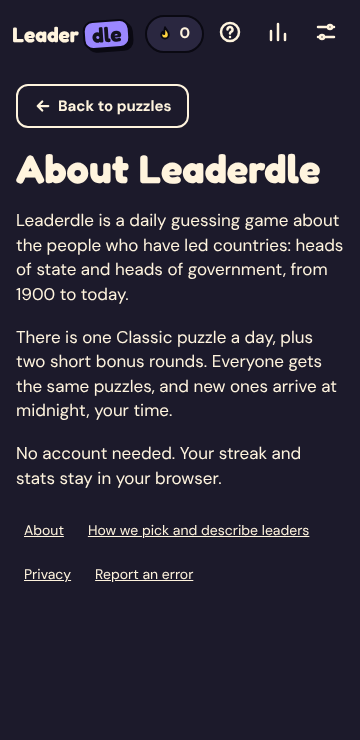 Leader dle 0
← Back to puzzles
About Leaderdle
Leaderdle is a daily guessing game about
the people who have led countries: heads
of state and heads of government, from
1900 to today.
There is one Classic puzzle a day, plus
two short bonus rounds. Everyone gets
the same puzzles, and new ones arrive at
midnight, your time.
No account needed. Your streak and
stats stay in your browser.
About How we pick and describe leaders
Privacy Report an error